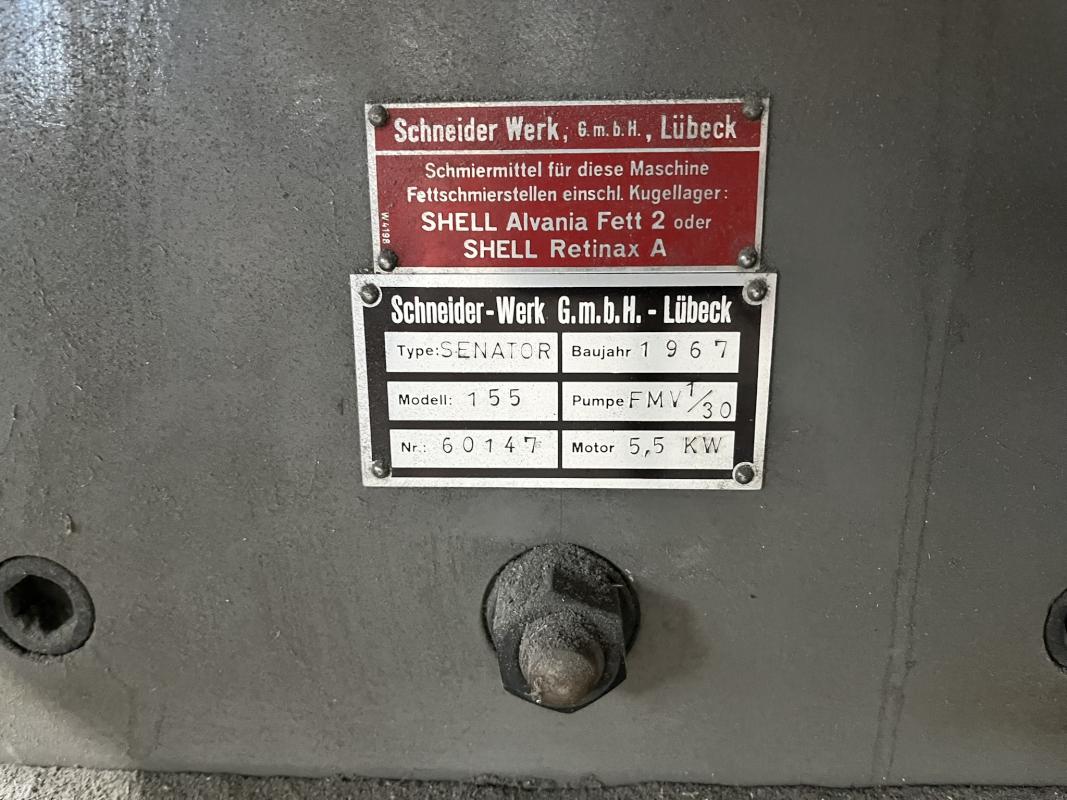 Schneider Werk, G.m.b.H., Lübeck
Schmiermittel für diese Maschine
Fettschmierstellen einschl. Kugellager:
SHELL Alvania Fett 2 oder
SHELL Retinax A
W4198
Schneider-Werk G.m.b.H. - Lübeck
Type: SENATOR Baujahr 1967
Modell: 155 Pumpe FMV 1/30
Nr.: 60147 Motor 5,5 KW